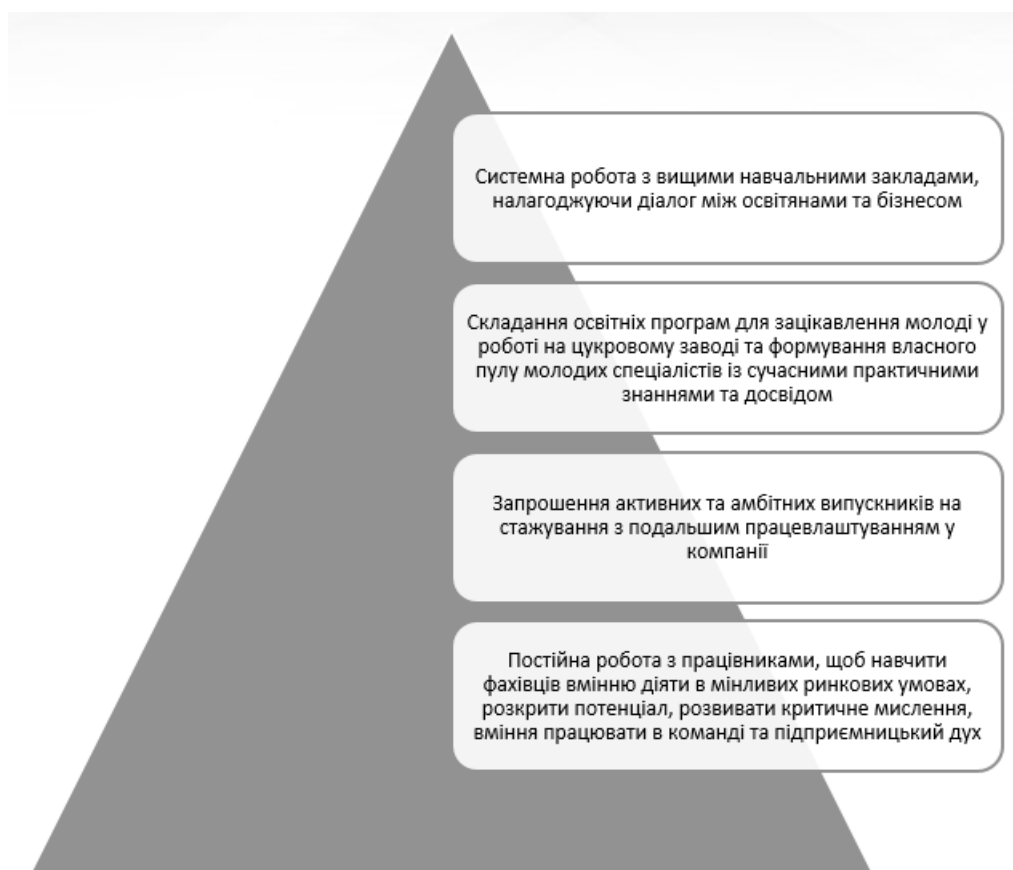 Системна робота з вищими навчальними закладами,
налагоджуючи діалог між освітянами та бізнесом
Складання освітніх програм для зацікавлення молоді у
роботі на цукровому заводі та формування власного
пулу молодих спеціалістів із сучасними практичними
знаннями та досвідом
Запрошення активних та амбітних випускників на
стажування з подальшим працевлаштуванням у
компанії
Постійна робота з працівниками, щоб навчити
фахівців вмінню діяти в мінливих ринкових умовах,
розкрити потенціал, розвивати критичне мислення,
вміння працювати в команді та підприємницький дух